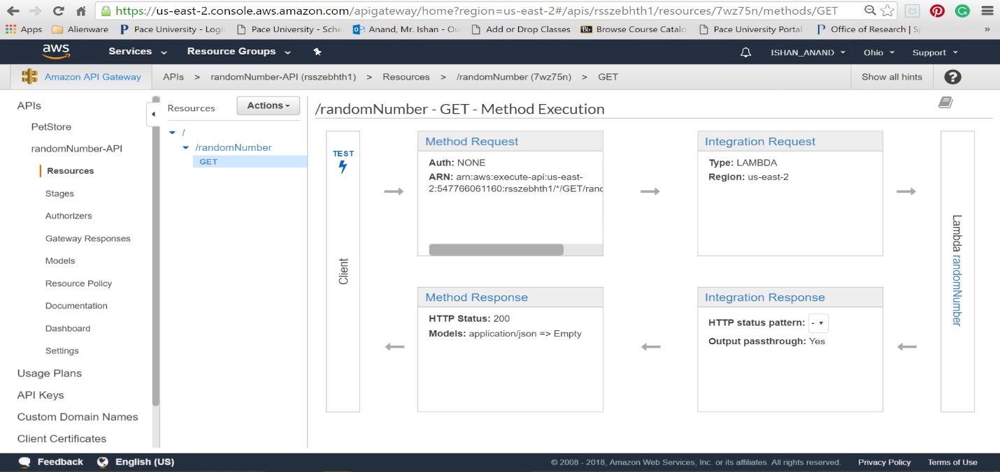 https://us-east-2.console.aws.amazon.com/apigateway/home?region=us-east-2#/apis/rsszebhth1/resources/7wz75n/methods/GET
Apps Alienware Pace University - Logi Pace University - Sche Anand, Mr. Ishan - Ou Add or Drop Classes Bb Browse Course Catalo Pace University Portal Office of Research | Sp »
aws Services Resource Groups ISHAN_ANAND Ohio Support
Amazon API Gateway APIs > randomNumber-API (rsszebhth1) > Resources > /randomNumber (7wz75n) > GET Show all hints ?
APIs
PetStore
randomNumber-API
Resources
Stages
Authorizers
Gateway Responses
Models
Resource Policy
Documentation
Dashboard
Settings
Usage Plans
API Keys
Custom Domain Names
Client Certificates
Resources Actions
/
/randomNumber
GET
/randomNumber - GET - Method Execution
TEST
Client
Method Request
Auth: NONE
ARN: arn:aws:execute-api:us-east-
2:547766061160:rsszebhth1/*/GET/ranc
Integration Request
Type: LAMBDA
Region: us-east-2
Lambda randomNumber
Method Response
HTTP Status: 200
Models: application/json => Empty
Integration Response
HTTP status pattern: -
Output passthrough: Yes
Feedback English (US) © 2008 - 2018, Amazon Web Services, Inc. or its affiliates. All rights reserved. Privacy Policy Terms of Use